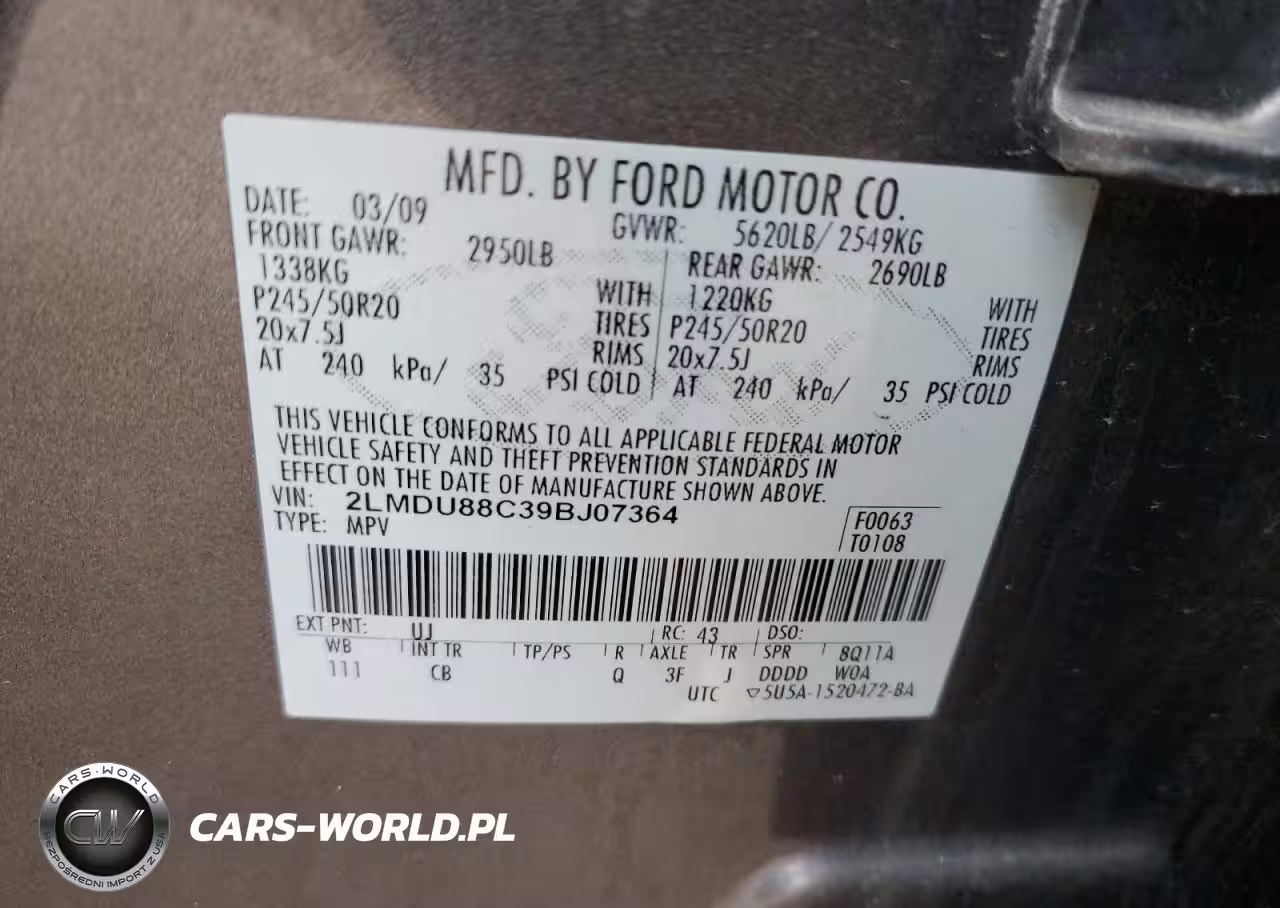 MFD. BY FORD MOTOR CO.
DATE: 03/09 GVWR: 5620LB/ 2549KG
FRONT GAWR: 2950LB REAR GAWR: 2690LB
1338KG WITH 1220KG WITH
P245/50R20 TIRES P245/50R20 TIRES
20x7.5J RIMS 20x7.5J RIMS
AT 240 kPa/ 35 PSI COLD AT 240 kPa/ 35 PSI COLD
THIS VEHICLE CONFORMS TO ALL APPLICABLE FEDERAL MOTOR
VEHICLE SAFETY AND THEFT PREVENTION STANDARDS IN
EFFECT ON THE DATE OF MANUFACTURE SHOWN ABOVE.
VIN: 2LMDU88C39BJ07364
TYPE: MPV
F0063
T0108
EXT PNT: UJ RC: 43 DSO:
WB INT TR TP/PS R AXLE TR SPR 8Q11A
111 CB Q 3F J DDDD W0A
UTC ▽5U5A-1520472-BA
CARS-WORLD
CW
BEZPOŚREDNI IMPORT Z USA
CARS-WORLD.PL